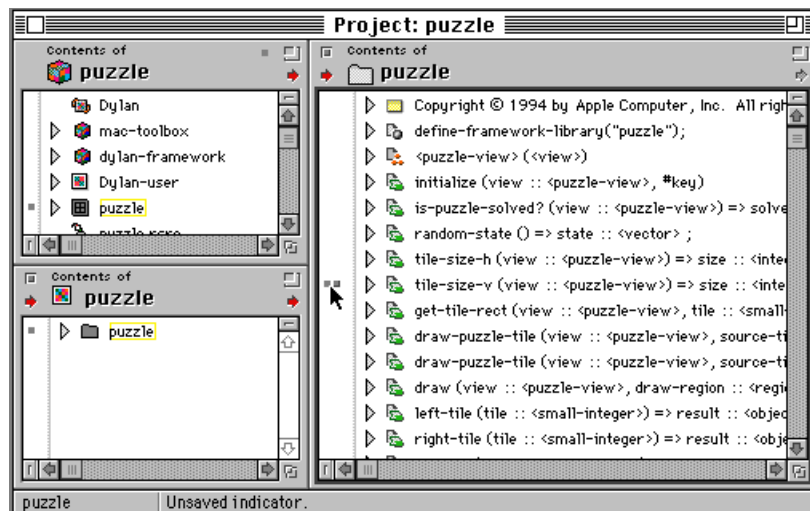 Project: puzzle
Contents of
puzzle
Dylan
mac-toolbox
dylan-framework
Dylan-user
puzzle
Contents of
puzzle
puzzle
Contents of
puzzle
Copyright © 1994 by Apple Computer, Inc. All righ
define-framework-library("puzzle");
<puzzle-view> (<view>)
initialize (view :: <puzzle-view>, #key)
is-puzzle-solved? (view :: <puzzle-view>) => solve
random-state () => state :: <vector> ;
tile-size-h (view :: <puzzle-view>) => size :: <inte
tile-size-v (view :: <puzzle-view>) => size :: <inte
get-tile-rect (view :: <puzzle-view>, tile :: <small-
draw-puzzle-tile (view :: <puzzle-view>, source-ti
draw-puzzle-tile (view :: <puzzle-view>, source-ti
draw (view :: <puzzle-view>, draw-region :: <regi
left-tile (tile :: <small-integer>) => result :: <objec
right-tile (tile :: <small-integer>) => result :: <obje
puzzle
Unsaved indicator.